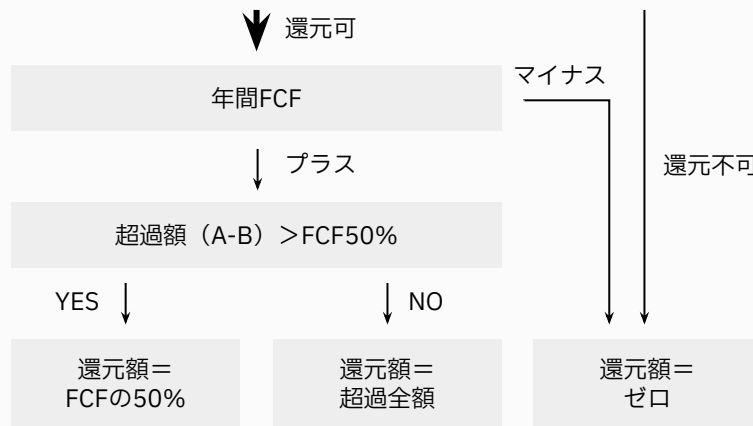 還元可
年間FCF
マイナス
プラス
還元不可
超過額（A-B）＞FCF50%
YES
NO
還元額＝
FCFの50%
還元額＝
超過全額
還元額＝
ゼロ